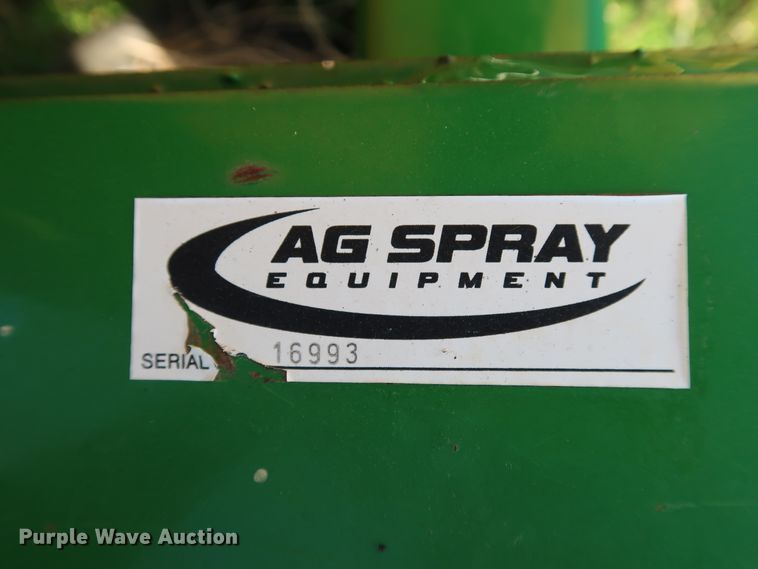 AG SPRAY
EQUIPMENT
SERIAL 16993
Purple Wave Auction